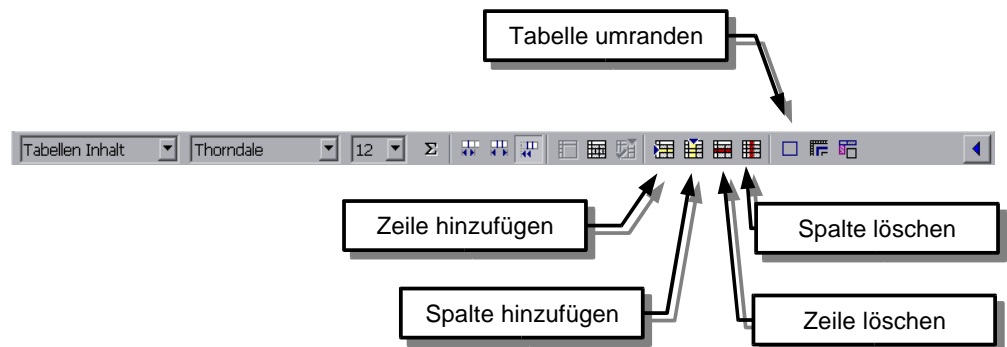 Tabelle umranden
Tabellen Inhalt Thorndale 12 Σ
Zeile hinzufügen Spalte löschen
Spalte hinzufügen Zeile löschen